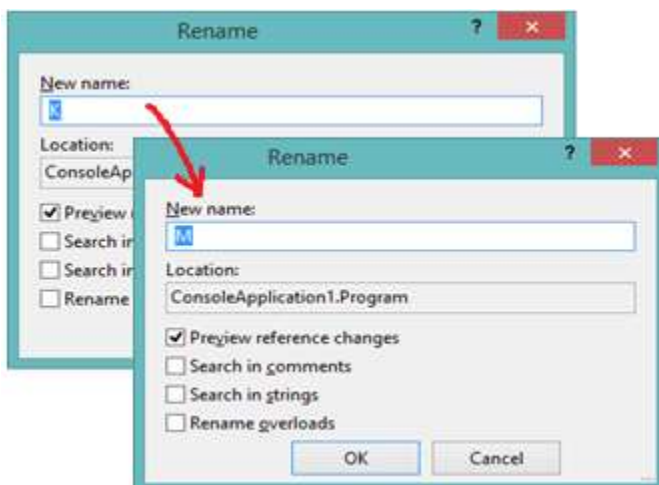 Rename
?
New name:
K
Location:
ConsoleAp
Preview
Search in
Search in
Rename
Rename
?
New name:
M
Location:
ConsoleApplication1.Program
Preview reference changes
Search in comments
Search in strings
Rename overloads
OK
Cancel